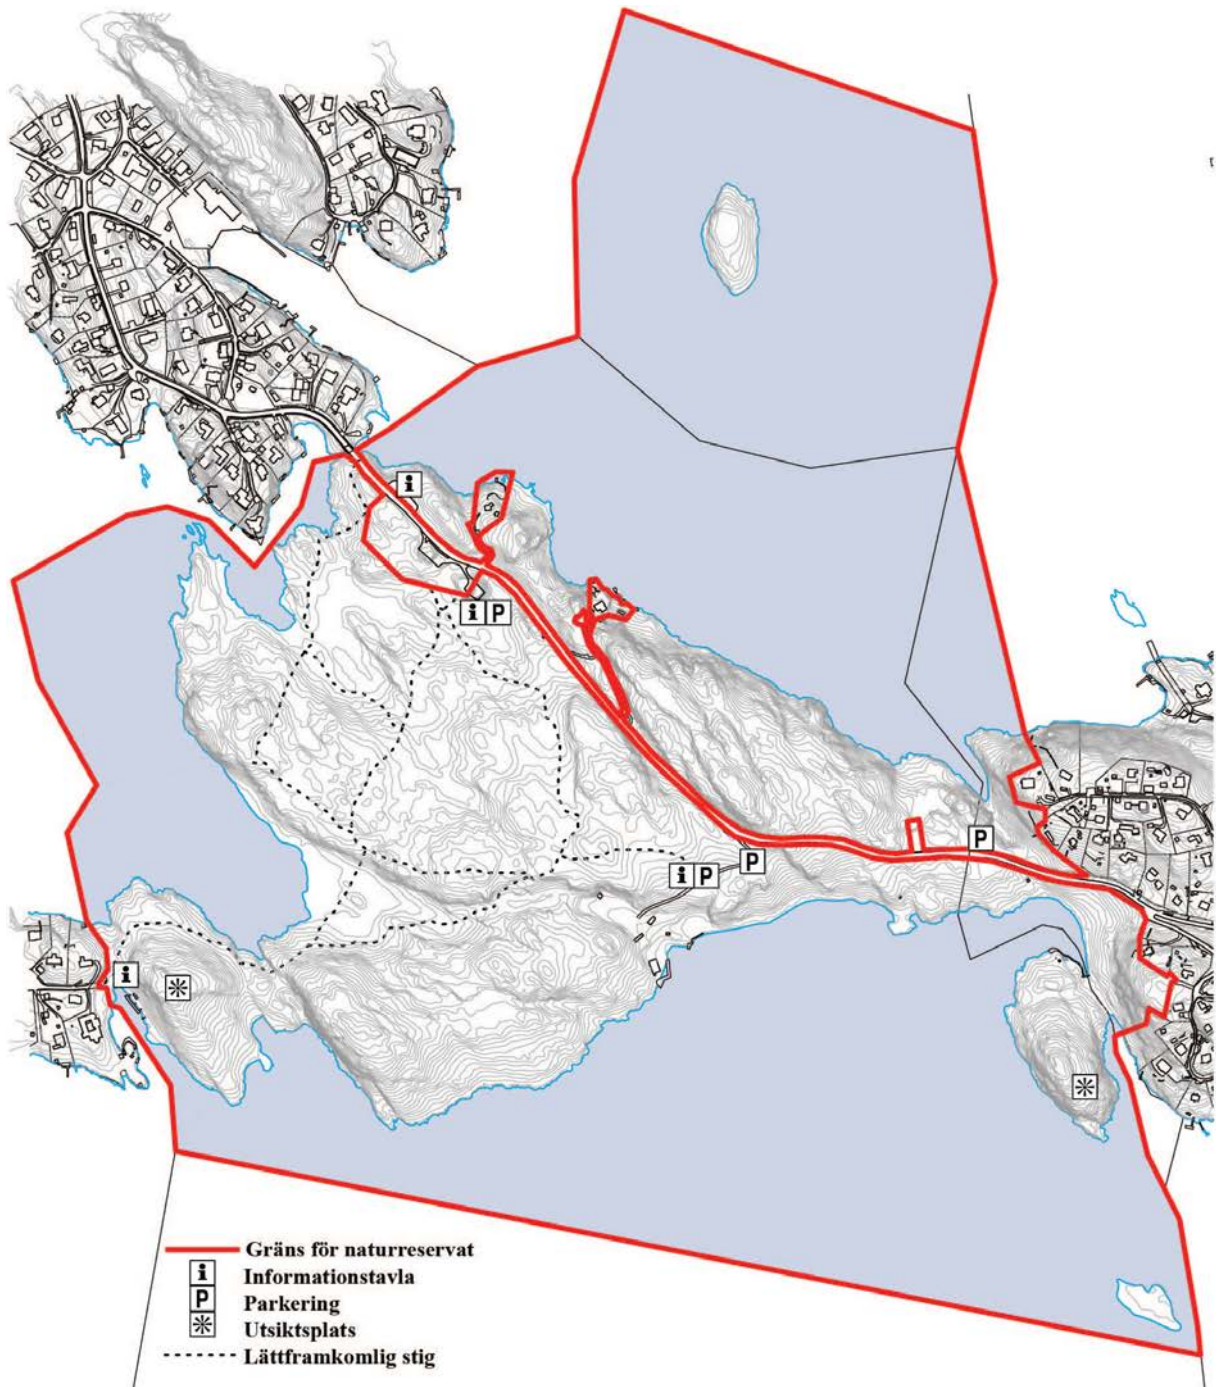 i
i P
P
P
i P
i
Gräns för naturreservat
i Informationstavla
P Parkering
Utsiktsplats
Lättframkomlig stig